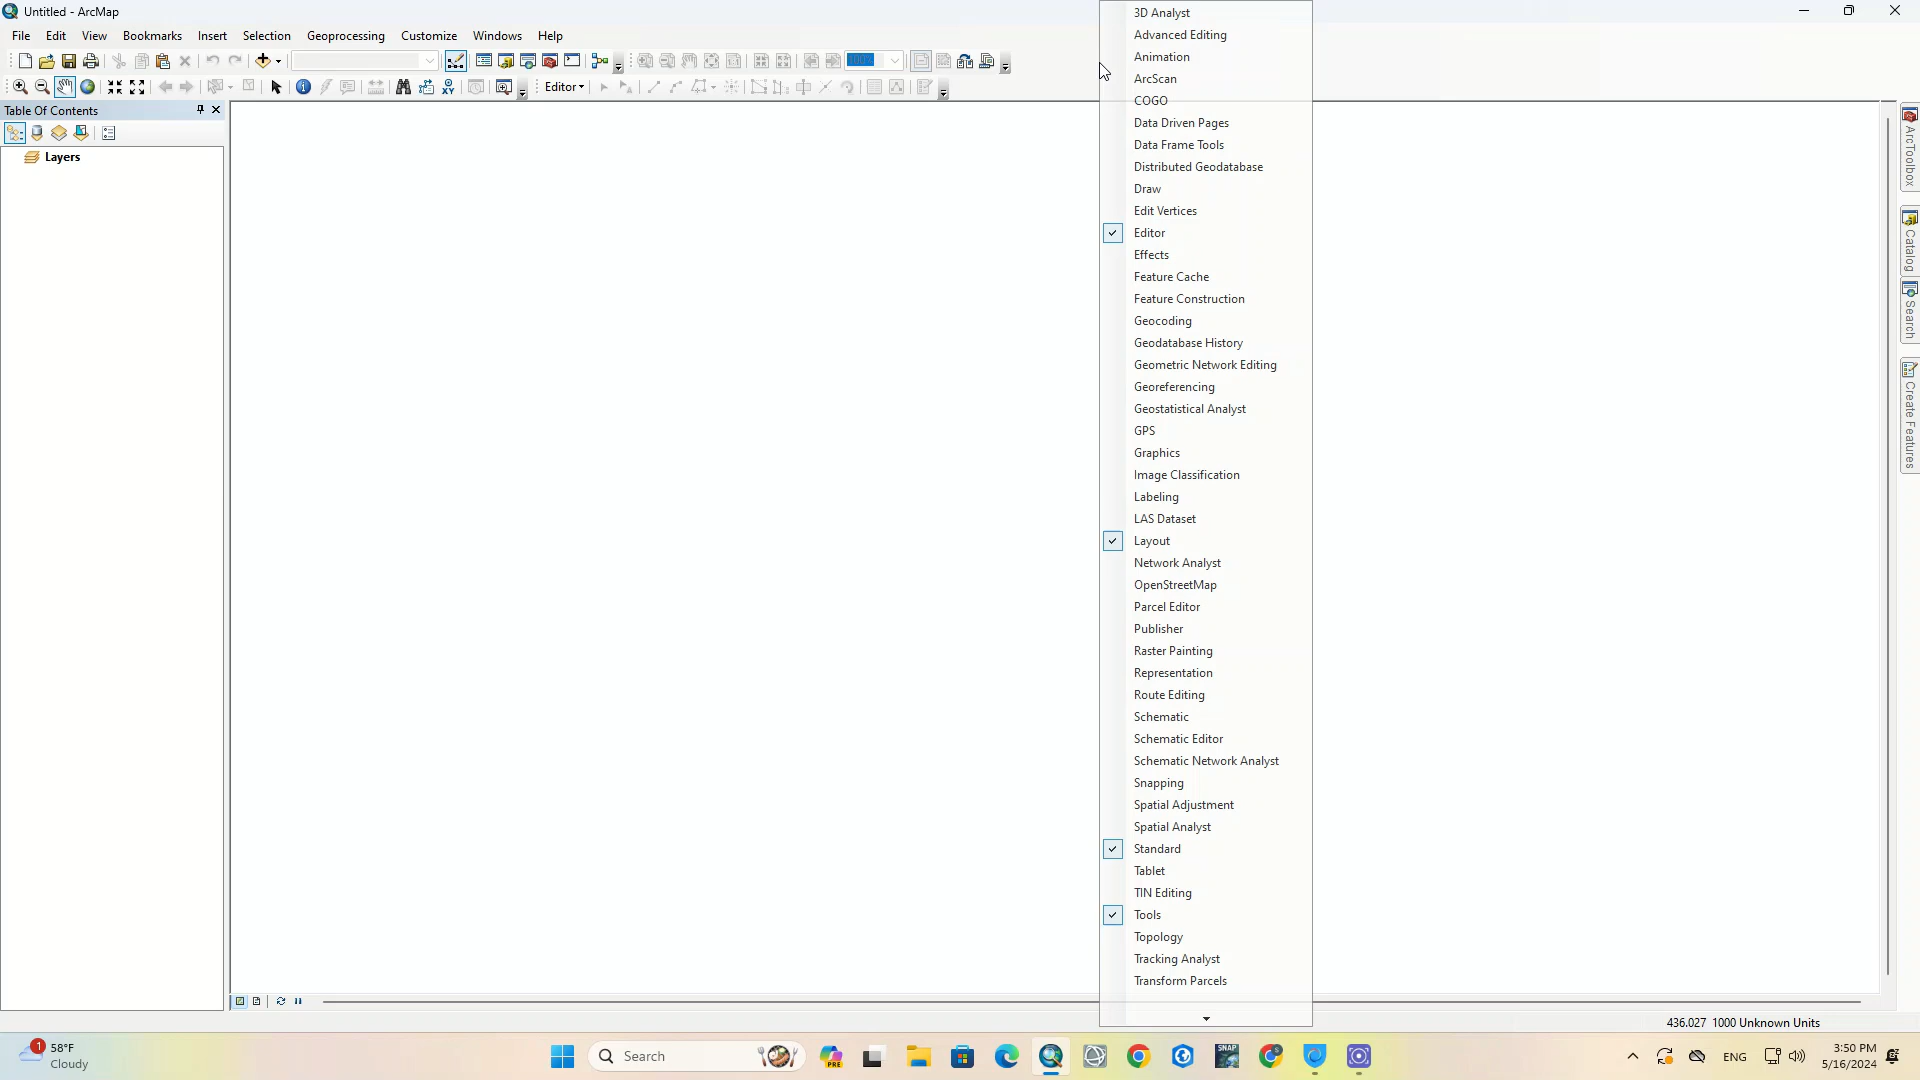 Untitled - ArcMap
File Edit View Bookmarks Insert Selection Geoprocessing Customize Windows Help
100%
Editor
Table Of Contents
Layers
3D Analyst
Advanced Editing
Animation
ArcScan
COGO
Data Driven Pages
Data Frame Tools
Distributed Geodatabase
Draw
Edit Vertices
Editor
Effects
Feature Cache
Feature Construction
Geocoding
Geodatabase History
Geometric Network Editing
Georeferencing
Geostatistical Analyst
GPS
Graphics
Image Classification
Labeling
LAS Dataset
Layout
Network Analyst
OpenStreetMap
Parcel Editor
Publisher
Raster Painting
Representation
Route Editing
Schematic
Schematic Editor
Schematic Network Analyst
Snapping
Spatial Adjustment
Spatial Analyst
Standard
Tablet
TIN Editing
Tools
Topology
Tracking Analyst
Transform Parcels
ArcToolbox
Catalog
Search
Create Features
436.027 1000 Unknown Units
1
58°F
Cloudy
Search
PRE
SNAP
ENG
3:50 PM
5/16/2024